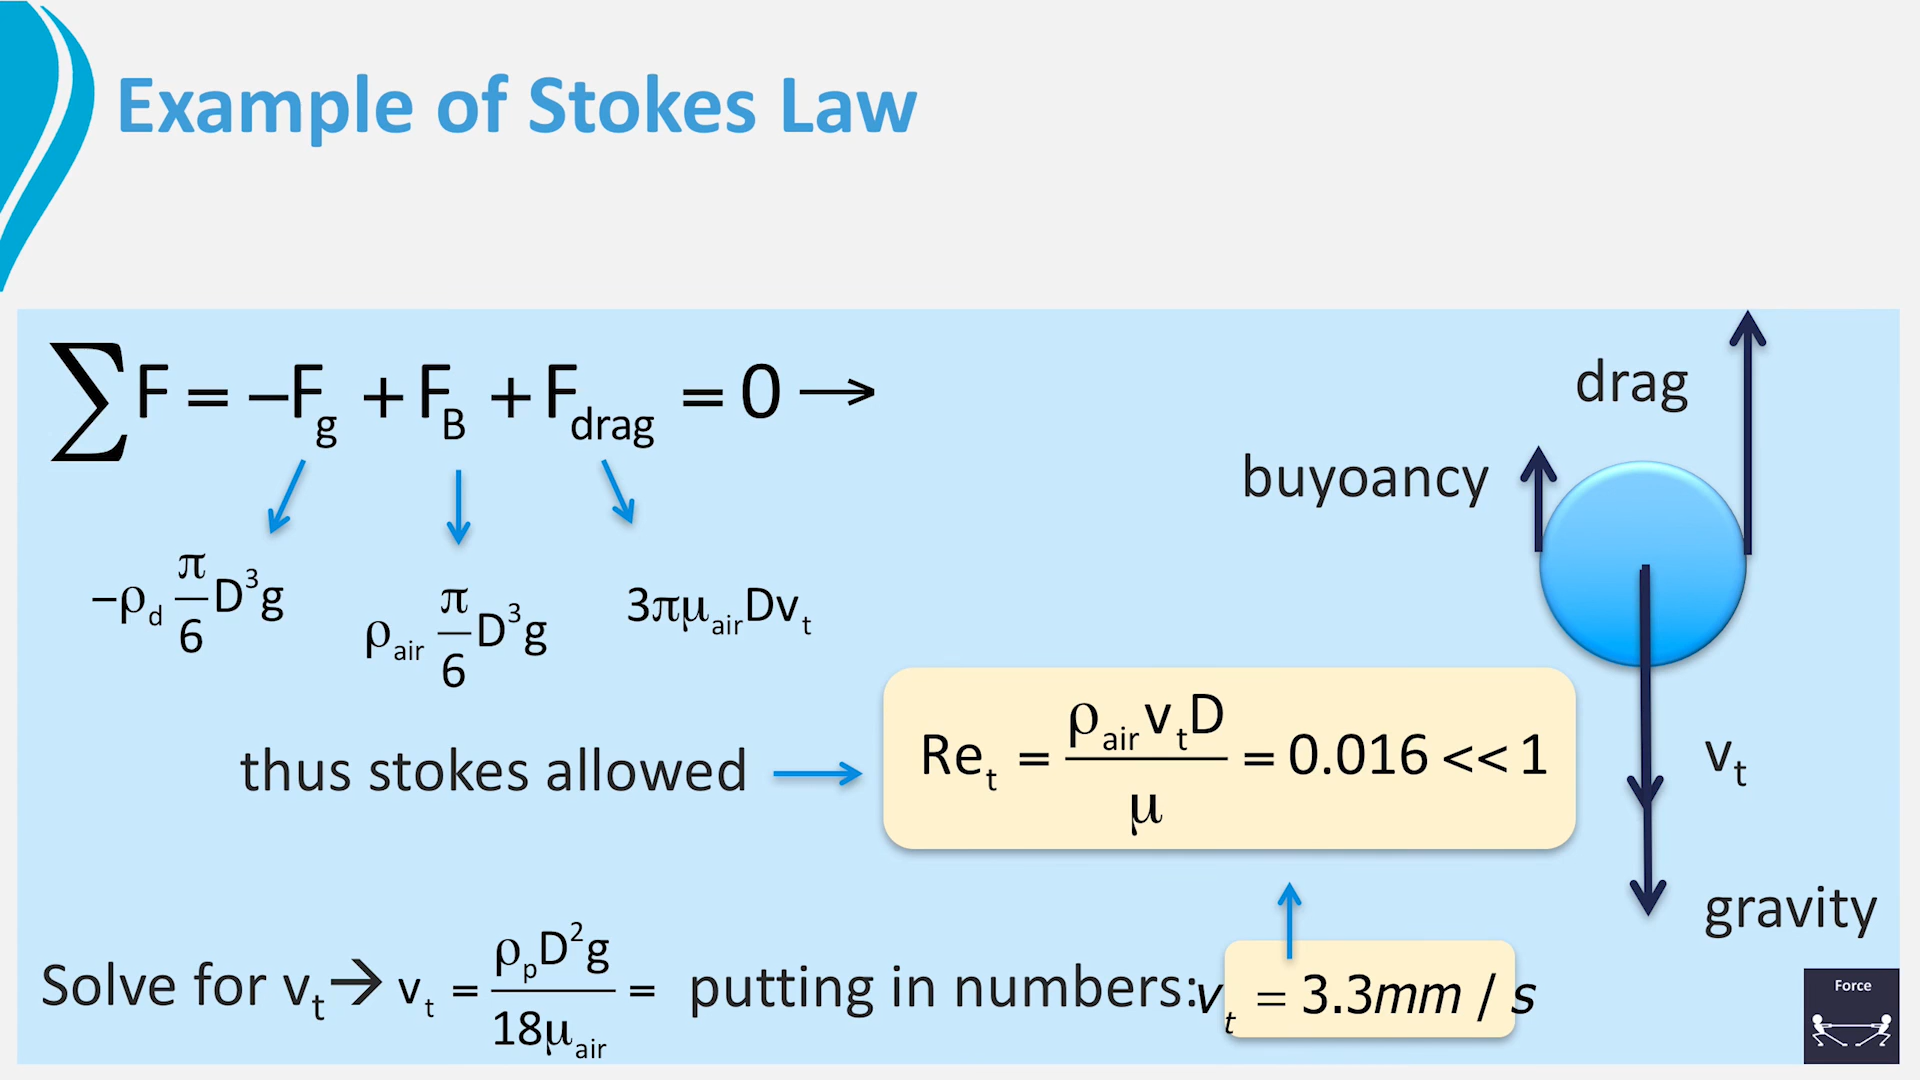 Example of Stokes Law
∑F = −F_g + F_B + F_drag = 0 →
drag
buyoancy
−ρ_d π/6 D³g
ρ_air π/6 D³g
3πμ_air Dv_t
thus stokes allowed
Re_t = ρ_air v_t D / μ = 0.016 << 1
v_t
gravity
Solve for v_t → v_t = ρ_p D²g / 18μ_air = putting in numbers: v_t = 3.3mm / s
Force